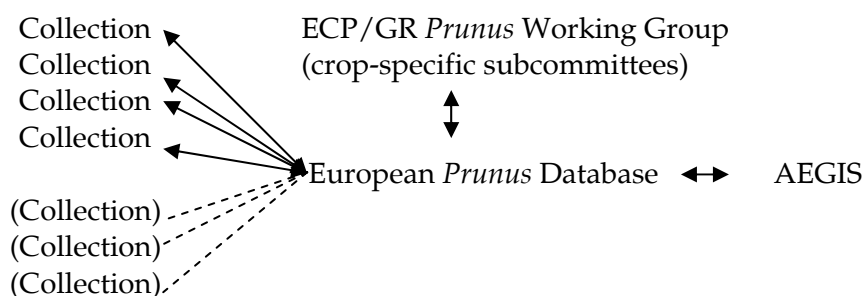 Collection
Collection
Collection
Collection
(Collection)
(Collection)
(Collection)
ECP/GR Prunus Working Group
(crop-specific subcommittees)
European Prunus Database
AEGIS